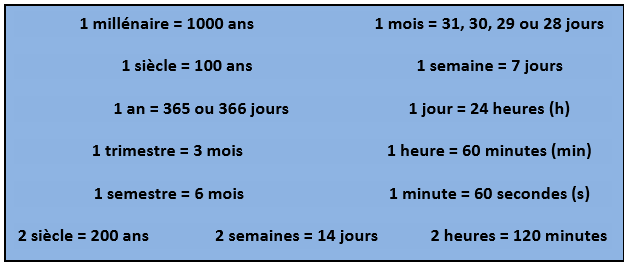 1 millénaire = 1000 ans 1 mois = 31, 30, 29 ou 28 jours
1 siècle = 100 ans 1 semaine = 7 jours
1 an = 365 ou 366 jours 1 jour = 24 heures (h)
1 trimestre = 3 mois 1 heure = 60 minutes (min)
1 semestre = 6 mois 1 minute = 60 secondes (s)
2 siècle = 200 ans 2 semaines = 14 jours 2 heures = 120 minutes